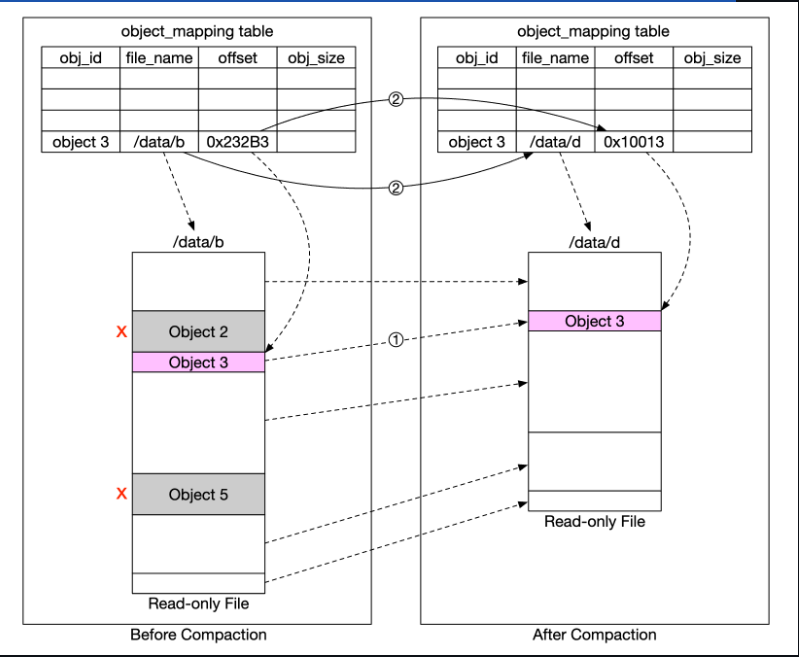 object_mapping table
obj_id file_name offset obj_size
object 3 /data/b 0x232B3
/data/b
X Object 2
Object 3
X Object 5
Read-only File
Before Compaction
②
②
①
object_mapping table
obj_id file_name offset obj_size
object 3 /data/d 0x10013
/data/d
Object 3
Read-only File
After Compaction